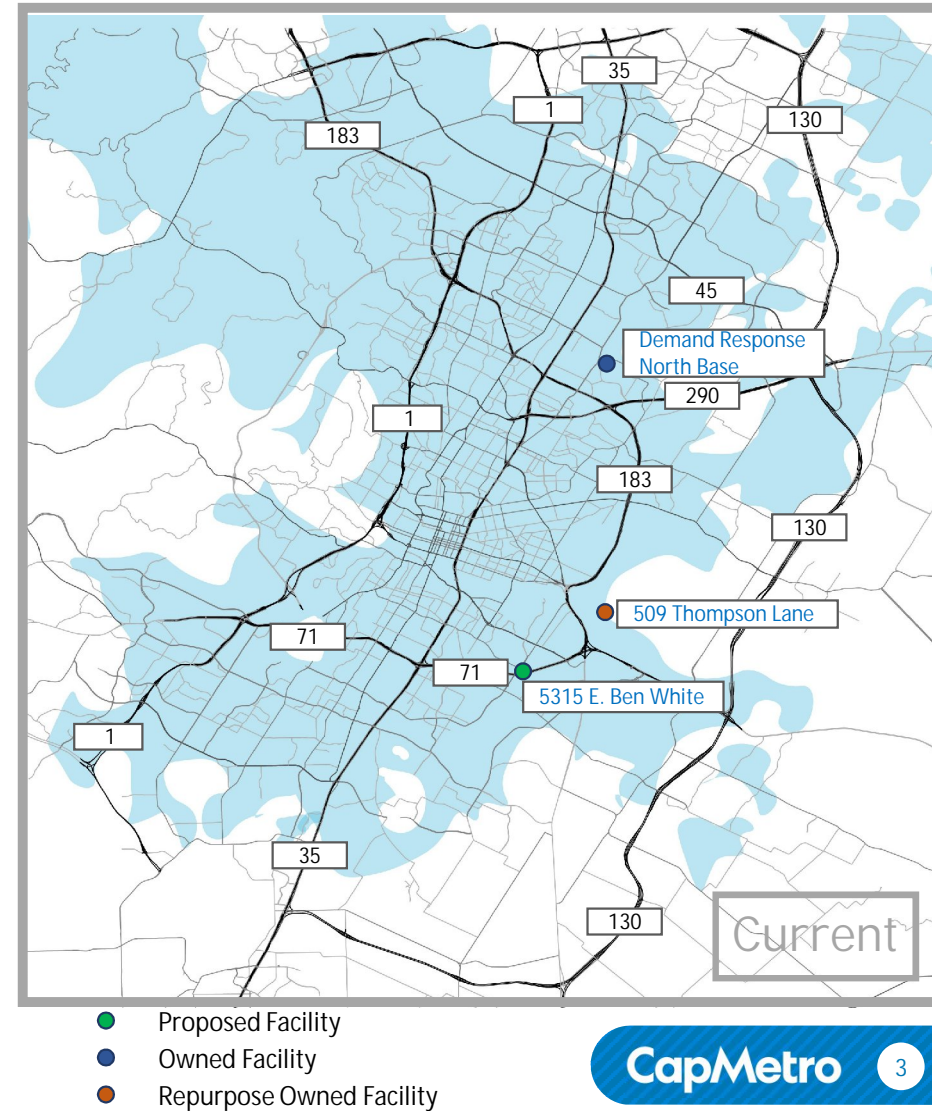 35
1
130
183
45
Demand Response
North Base
290
1
183
130
509 Thompson Lane
71
71
5315 E. Ben White
1
35
130
Current
Proposed Facility
Owned Facility
Repurpose Owned Facility
CapMetro
3